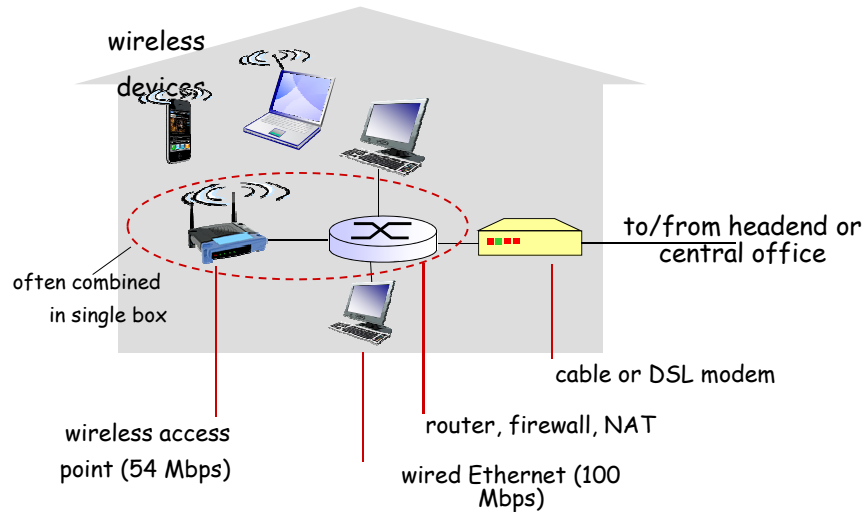 wireless
devices
to/from headend or
central office
often combined
in single box
cable or DSL modem
router, firewall, NAT
wireless access
point (54 Mbps)
wired Ethernet (100
Mbps)